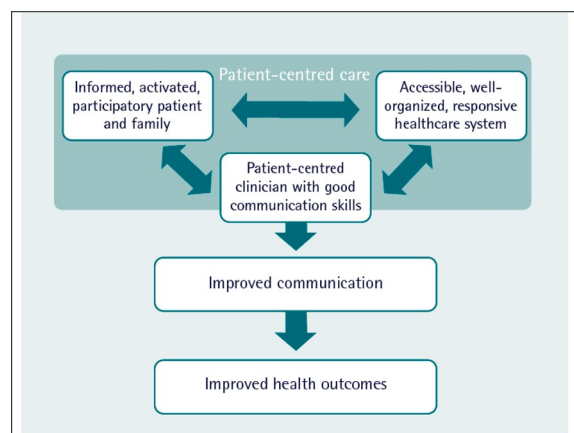 Patient-centred care
Informed, activated,
participatory patient
and family
Accessible, well-
organized, responsive
healthcare system
Patient-centred
clinician with good
communication skills
Improved communication
Improved health outcomes